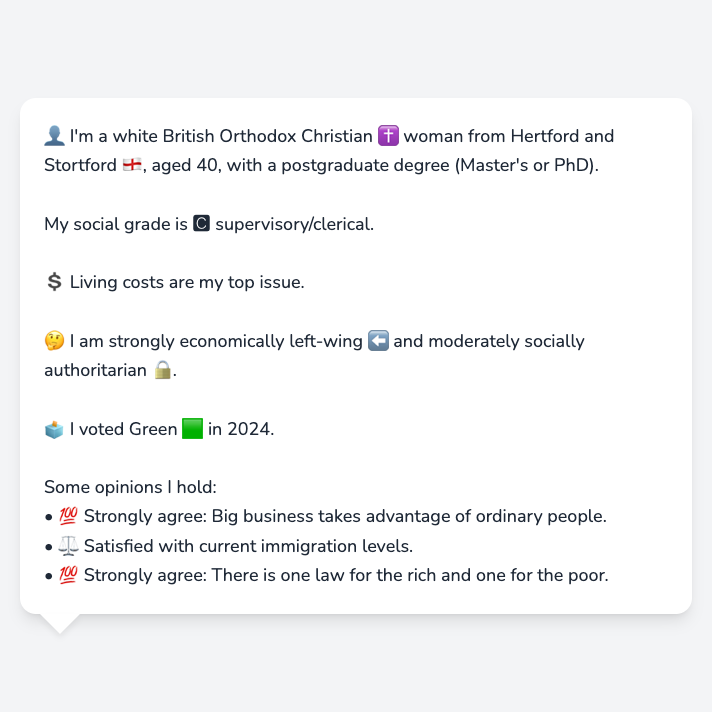 👤 I'm a white British Orthodox Christian ✝️ woman from Hertford and
Stortford 🏴󠁧󠁢󠁥󠁮󠁧󠁿, aged 40, with a postgraduate degree (Master's or PhD).
My social grade is 🅲 supervisory/clerical.
💲 Living costs are my top issue.
🤔 I am strongly economically left-wing ⬅️ and moderately socially
authoritarian 🔒.
🗳️ I voted Green 🟩 in 2024.
Some opinions I hold:
• 💯 Strongly agree: Big business takes advantage of ordinary people.
• ⚖️ Satisfied with current immigration levels.
• 💯 Strongly agree: There is one law for the rich and one for the poor.